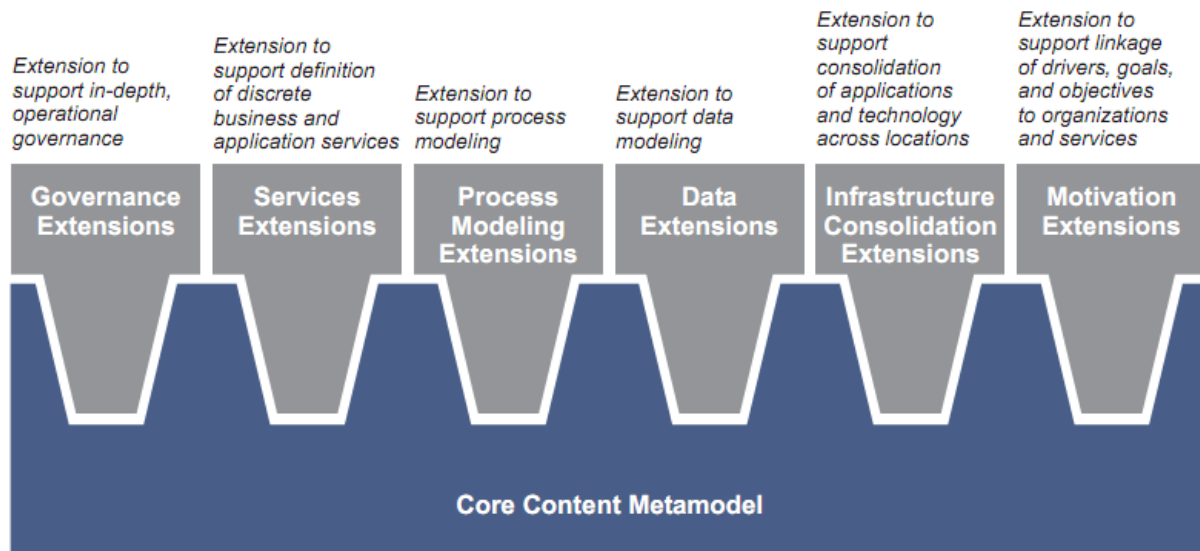 Extension to
support in-depth,
operational
governance
Extension to
support definition
of discrete
business and
application services
Extension to
support process
modeling
Extension to
support data
modeling
Extension to
support
consolidation
of applications
and technology
across locations
Extension to
support linkage
of drivers, goals,
and objectives
to organizations
and services
Governance
Extensions
Services
Extensions
Process
Modeling
Extensions
Data
Extensions
Infrastructure
Consolidation
Extensions
Motivation
Extensions
Core Content Metamodel